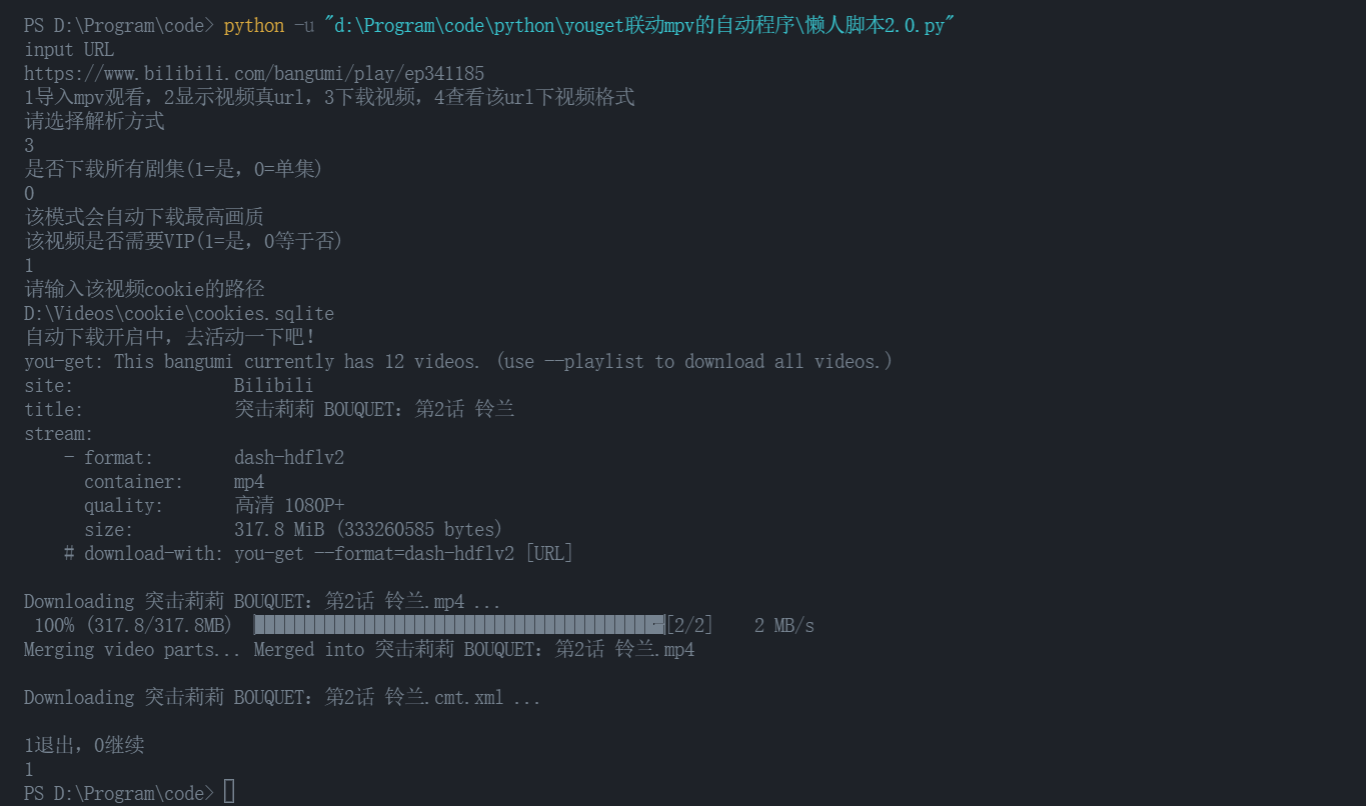 PS D:\Program\code> python -u "d:\Program\code\python\youget联动mpv的自动程序\懒人脚本2.0.py"
input URL
https://www.bilibili.com/bangumi/play/ep341185
1导入mpv观看，2显示视频真url，3下载视频，4查看该url下视频格式
请选择解析方式
3
是否下载所有剧集(1=是，0=单集)
0
该模式会自动下载最高画质
该视频是否需要VIP(1=是，0等于否)
1
请输入该视频cookie的路径
D:\Videos\cookie\cookies.sqlite
自动下载开启中，去活动一下吧！
you-get: This bangumi currently has 12 videos. (use --playlist to download all videos.)
site:                Bilibili
title:               突击莉莉 BOUQUET：第2话 铃兰
stream:
    - format:        dash-hdflv2
      container:     mp4
      quality:       高清 1080P+
      size:          317.8 MiB (333260585 bytes)
    # download-with: you-get --format=dash-hdflv2 [URL]
Downloading 突击莉莉 BOUQUET：第2话 铃兰.mp4 ...
 100% (317.8/317.8MB) [2/2]    2 MB/s
Merging video parts... Merged into 突击莉莉 BOUQUET：第2话 铃兰.mp4
Downloading 突击莉莉 BOUQUET：第2话 铃兰.cmt.xml ...
1退出，0继续
1
PS D:\Program\code>